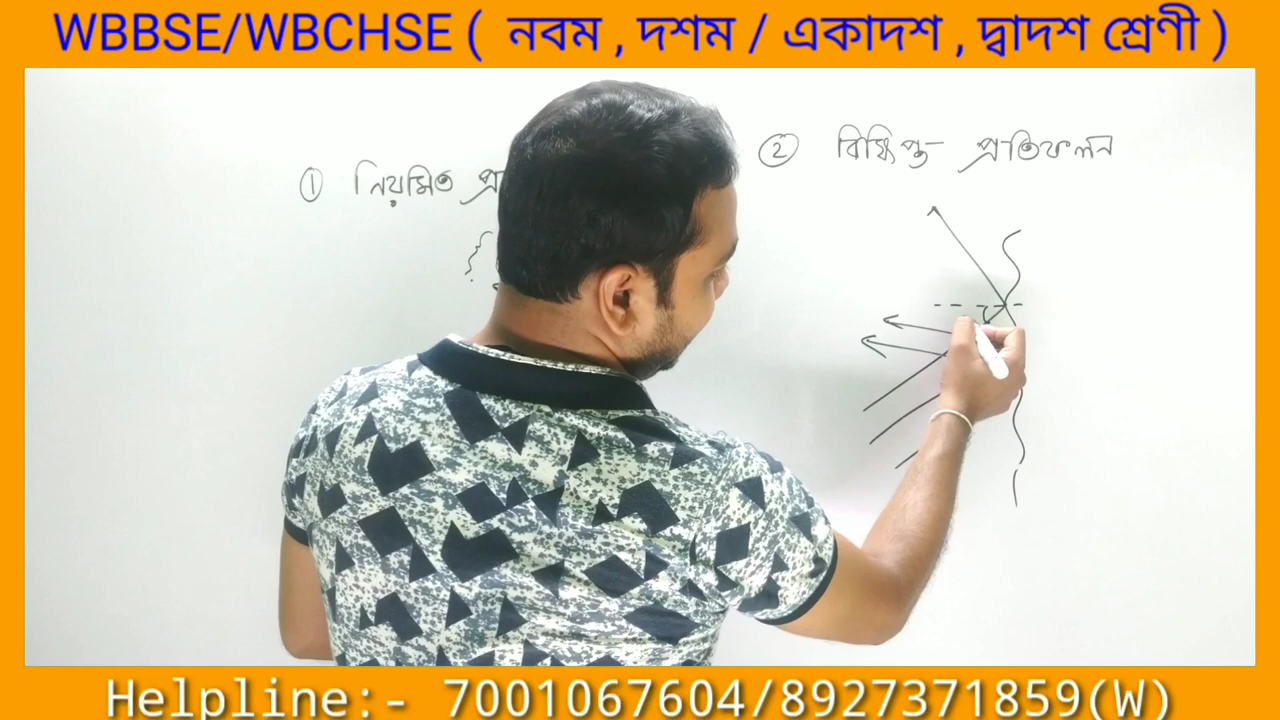 WBBSE/WBCHSE ( নবম , দশম / একাদশ , দ্বাদশ শ্রেণী )
① নিয়মিত
② বিক্ষিপ্ত প্রতিফলন
Helpline:- 7001067604/8927371859(W)